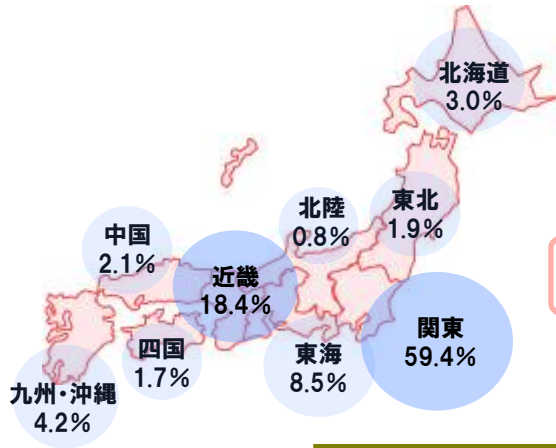 北海道
3.0%
東北
1.9%
北陸
0.8%
中国
2.1%
近畿
18.4%
関東
59.4%
四国
1.7%
東海
8.5%
九州・沖縄
4.2%